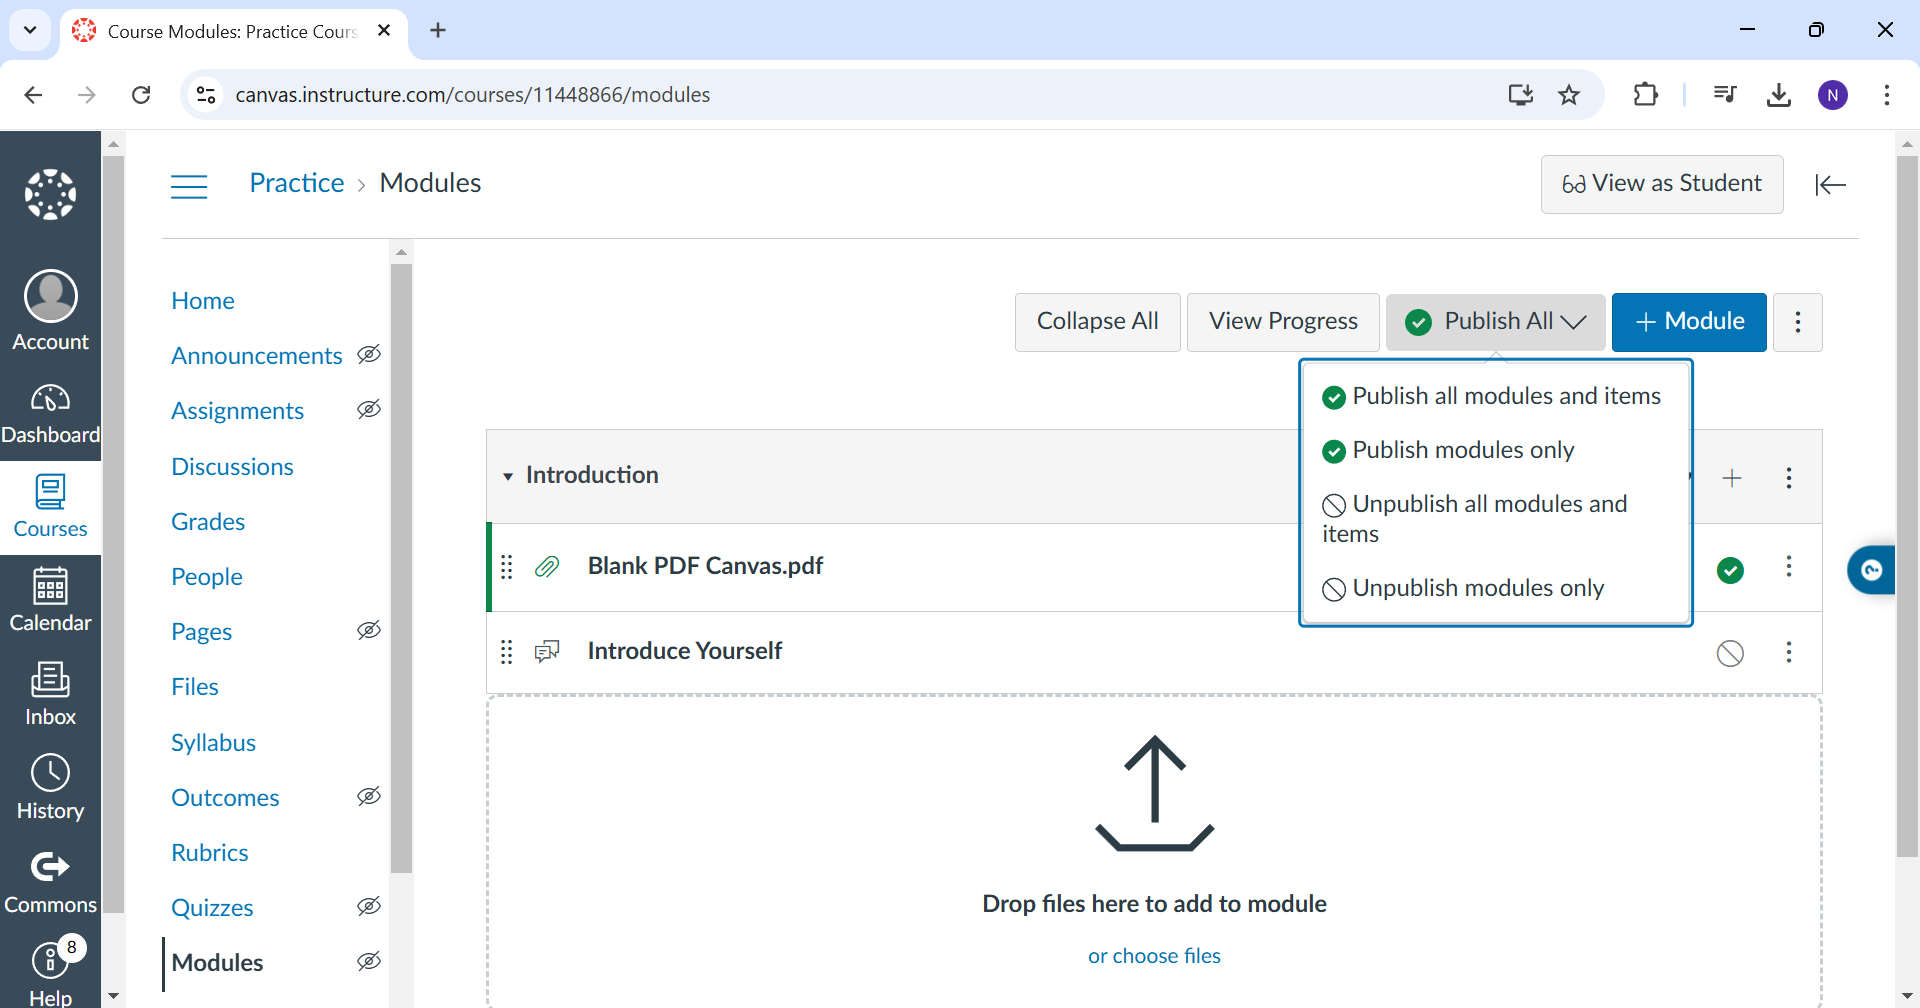 Course Modules: Practice Cours
canvas.instructure.com/courses/11448866/modules
N
Practice > Modules
View as Student
Account
Dashboard
Courses
Calendar
Inbox
History
Commons
8
Help
Home
Announcements
Assignments
Discussions
Grades
People
Pages
Files
Syllabus
Outcomes
Rubrics
Quizzes
Modules
Collapse All
View Progress
Publish All
+ Module
Publish all modules and items
Publish modules only
Unpublish all modules and
items
Unpublish modules only
Introduction
Blank PDF Canvas.pdf
Introduce Yourself
Drop files here to add to module
or choose files